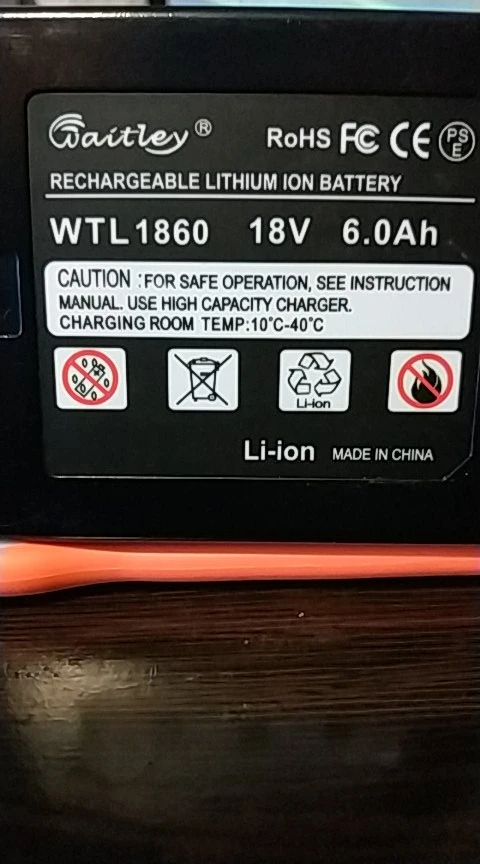 Waitley® RoHS FC CE PSE
RECHARGEABLE LITHIUM ION BATTERY
WTL1860 18V 6.0Ah
CAUTION :FOR SAFE OPERATION, SEE INSTRUCTION
MANUAL. USE HIGH CAPACITY CHARGER.
CHARGING ROOM TEMP:10°C-40°C
Li-ion
Li-ion MADE IN CHINA